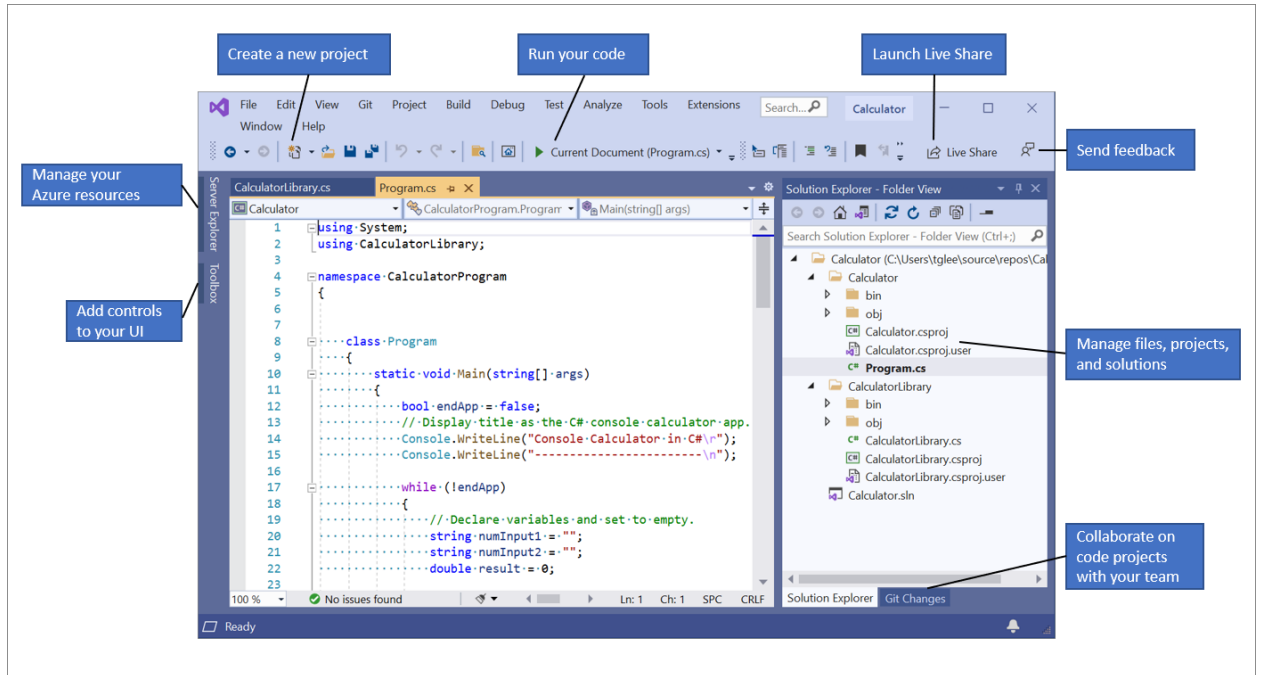 Create a new project
Run your code
Launch Live Share
File Edit View Git Project Build Debug Test Analyze Tools Extensions Search... Calculator
Window Help
Current Document (Program.cs) Live Share
Send feedback
Manage your
Azure resources
Server Explorer
Toolbox
Add controls
to your UI
CalculatorLibrary.cs Program.cs
Calculator CalculatorProgram.Program Main(string[] args)
1 using System;
2 using CalculatorLibrary;
3
4 namespace CalculatorProgram
5 {
6
7
8 class Program
9 {
10 static void Main(string[] args)
11 {
12 bool endApp = false;
13 // Display title as the C# console calculator app.
14 Console.WriteLine("Console Calculator in C#\r");
15 Console.WriteLine("------------------------\n");
16
17 while (!endApp)
18 {
19 // Declare variables and set to empty.
20 string numInput1 = "";
21 string numInput2 = "";
22 double result = 0;
23
100 % No issues found Ln: 1 Ch: 1 SPC CRLF
Ready
Solution Explorer - Folder View
Search Solution Explorer - Folder View (Ctrl+;)
Calculator (C:\Users\tglee\source\repos\Cal
Calculator
bin
obj
C# Calculator.csproj
Calculator.csproj.user
C# Program.cs
CalculatorLibrary
bin
obj
C# CalculatorLibrary.cs
C# CalculatorLibrary.csproj
CalculatorLibrary.csproj.user
Calculator.sln
Solution Explorer Git Changes
Manage files, projects,
and solutions
Collaborate on
code projects
with your team